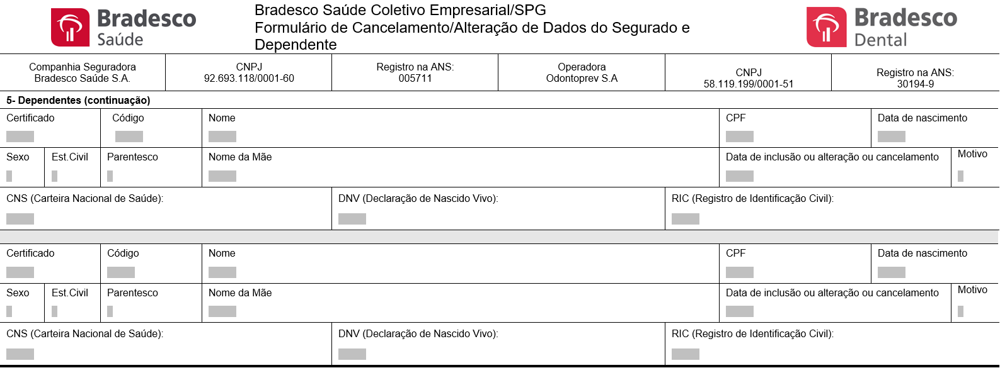 Bradesco
Saúde
Bradesco Saúde Coletivo Empresarial/SPG
Formulário de Cancelamento/Alteração de Dados do Segurado e
Dependente
Bradesco
Dental
Companhia Seguradora
Bradesco Saúde S.A.
CNPJ
92.693.118/0001-60
Registro na ANS:
005711
Operadora
Odontoprev S.A
CNPJ
58.119.199/0001-51
Registro na ANS:
30194-9
5- Dependentes (continuação)
Certificado Código Nome CPF Data de nascimento
Sexo Est.Civil Parentesco Nome da Mãe Data de inclusão ou alteração ou cancelamento Motivo
CNS (Carteira Nacional de Saúde): DNV (Declaração de Nascido Vivo): RIC (Registro de Identificação Civil):
Certificado Código Nome CPF Data de nascimento
Sexo Est.Civil Parentesco Nome da Mãe Data de inclusão ou alteração ou cancelamento Motivo
CNS (Carteira Nacional de Saúde): DNV (Declaração de Nascido Vivo): RIC (Registro de Identificação Civil):